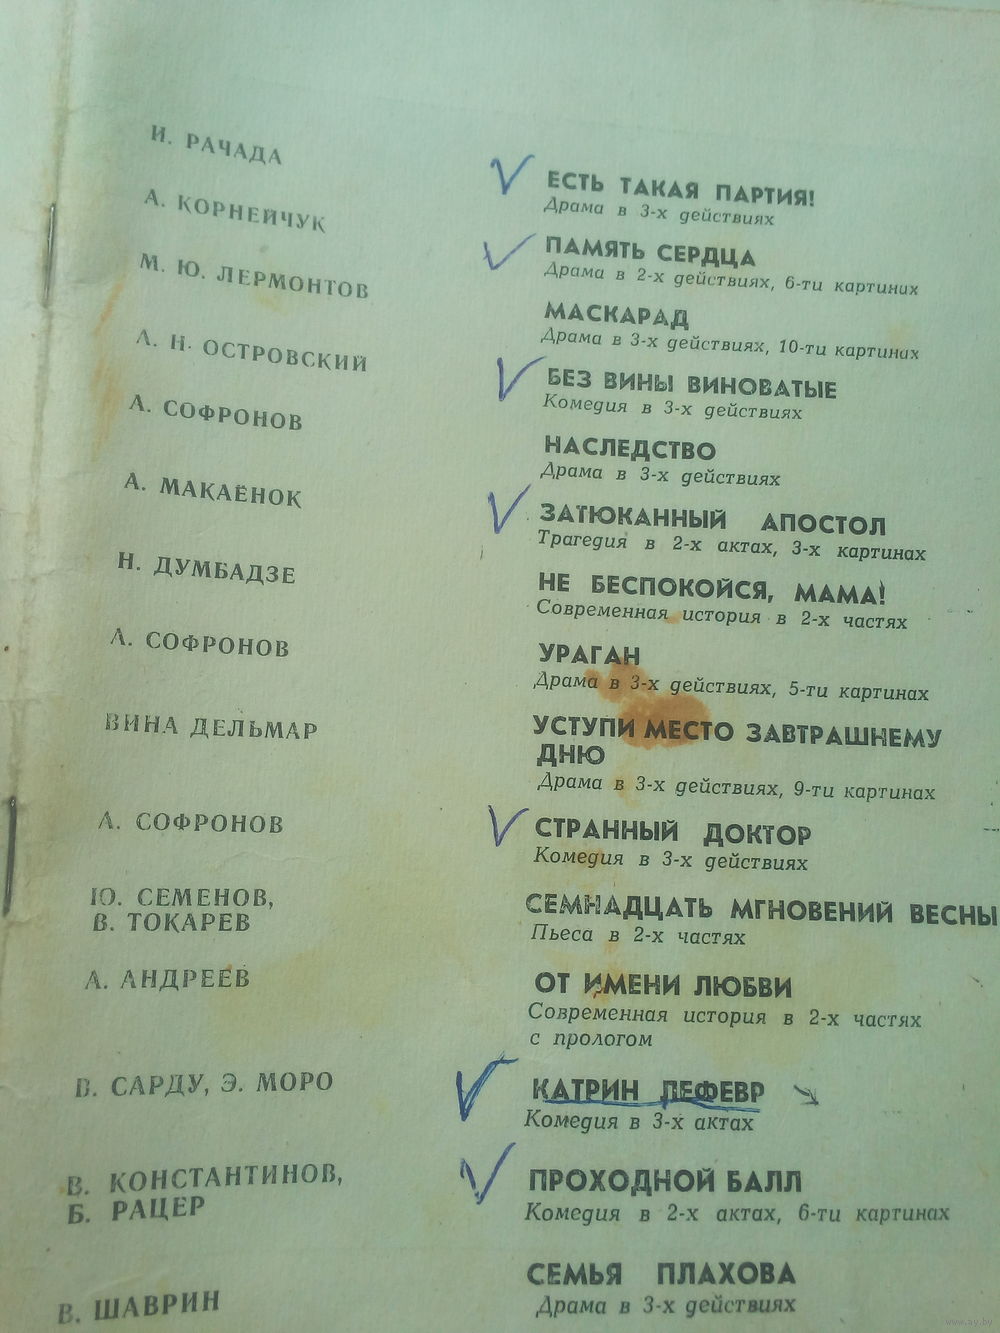 И. РАЧАДА
ЕСТЬ ТАКАЯ ПАРТИЯ!
Драма в 3-х действиях
А. КОРНЕЙЧУК
ПАМЯТЬ СЕРДЦА
Драма в 2-х действиях, 6-ти картинах
М. Ю. ЛЕРМОНТОВ
МАСКАРАД
Драма в 3-х действиях, 10-ти картинах
А. Н. ОСТРОВСКИЙ
БЕЗ ВИНЫ ВИНОВАТЫЕ
Комедия в 3-х действиях
А. СОФРОНОВ
НАСЛЕДСТВО
Драма в 3-х действиях
А. МАКАЁНОК
ЗАТЮКАННЫЙ АПОСТОЛ
Трагедия в 2-х актах, 3-х картинах
Н. ДУМБАДЗЕ
НЕ БЕСПОКОЙСЯ, МАМА!
Современная история в 2-х частях
А. СОФРОНОВ
УРАГАН
Драма в 3-х действиях, 5-ти картинах
ВИНА ДЕЛЬМАР
УСТУПИ МЕСТО ЗАВТРАШНЕМУ
ДНЮ
Драма в 3-х действиях, 9-ти картинах
А. СОФРОНОВ
СТРАННЫЙ ДОКТОР
Комедия в 3-х действиях
Ю. СЕМЕНОВ,
В. ТОКАРЕВ
СЕМНАДЦАТЬ МГНОВЕНИЙ ВЕСНЫ
Пьеса в 2-х частях
А. АНДРЕЕВ
ОТ ИМЕНИ ЛЮБВИ
Современная история в 2-х частях
с прологом
В. САРДУ, Э. МОРО
КАТРИН ЛЕФЕВР
Комедия в 3-х актах
В. КОНСТАНТИНОВ,
Б. РАЦЕР
ПРОХОДНОЙ БАЛЛ
Комедия в 2-х актах, 6-ти картинах
В. ШАВРИН
СЕМЬЯ ПЛАХОВА
Драма в 3-х действиях
www.ay.by